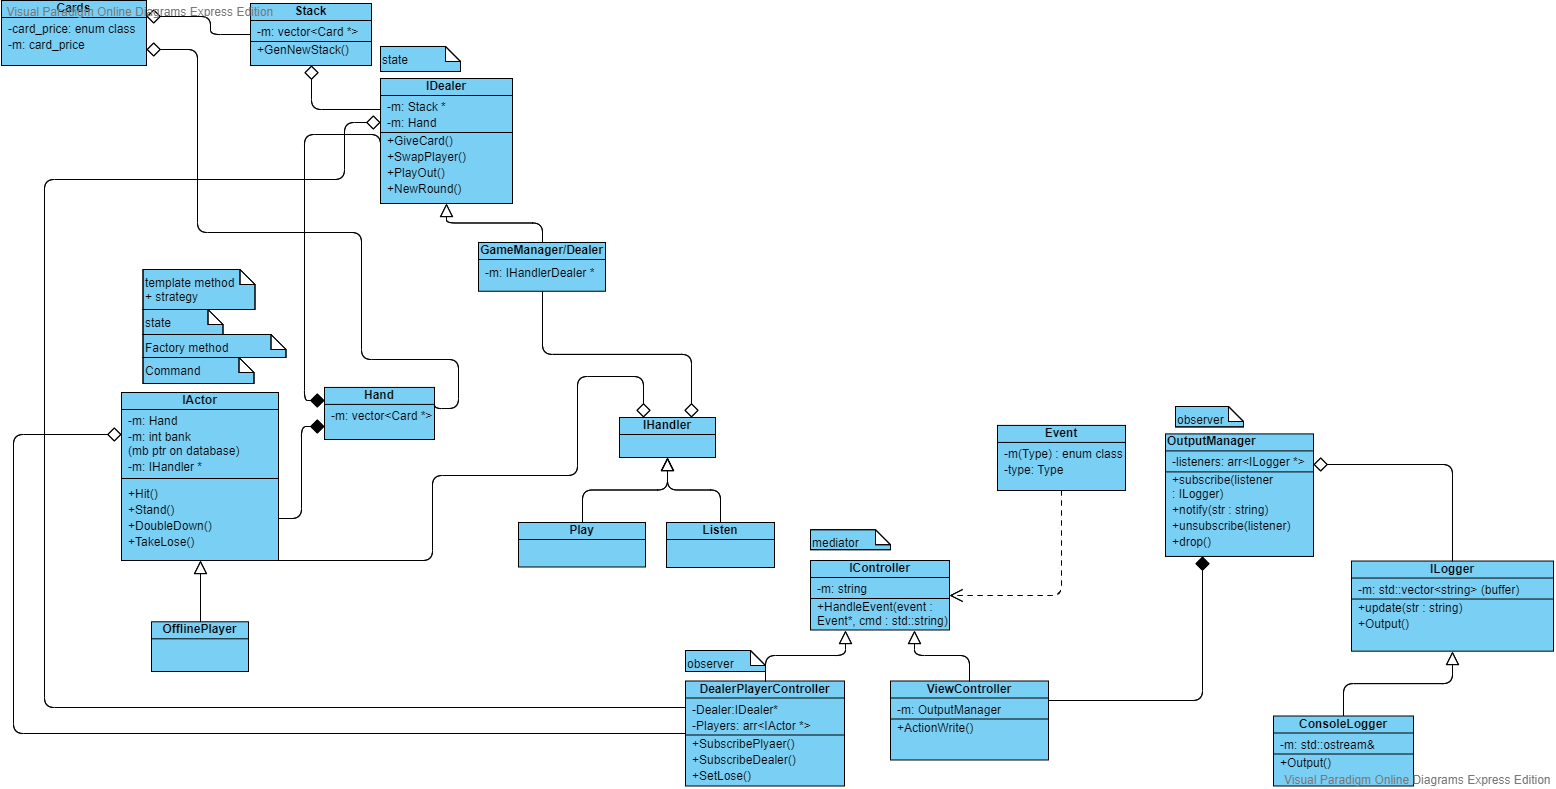 Visual Paradigm Online Diagrams Express Edition
Cards
-card_price: enum class
-m: card_price
Stack
-m: vector<Card *>
+GenNewStack()
state
IDealer
-m: Stack *
-m: Hand
+GiveCard()
+SwapPlayer()
+PlayOut()
+NewRound()
GameManager/Dealer
-m: IHandlerDealer *
template method
+ strategy
state
Factory method
Command
IActor
-m: Hand
-m: int bank
(mb ptr on database)
-m: IHandler *
+Hit()
+Stand()
+DoubleDown()
+TakeLose()
Hand
-m: vector<Card *>
IHandler
Play
Listen
OfflinePlayer
Event
-m(Type) : enum class
-type: Type
mediator
IController
-m: string
+HandleEvent(event :
Event*, cmd : std::string)
observer
DealerPlayerController
-Dealer:IDealer*
-Players: arr<IActor *>
+SubscribePlyaer()
+SubscribeDealer()
+SetLose()
ViewController
-m: OutputManager
+ActionWrite()
observer
OutputManager
-listeners: arr<ILogger *>
+subscribe(listener
: ILogger)
+notify(str : string)
+unsubscribe(listener)
+drop()
ILogger
-m: std::vector<string> (buffer)
+update(str : string)
+Output()
ConsoleLogger
-m: std::ostream&
+Output()
Visual Paradigm Online Diagrams Express Edition